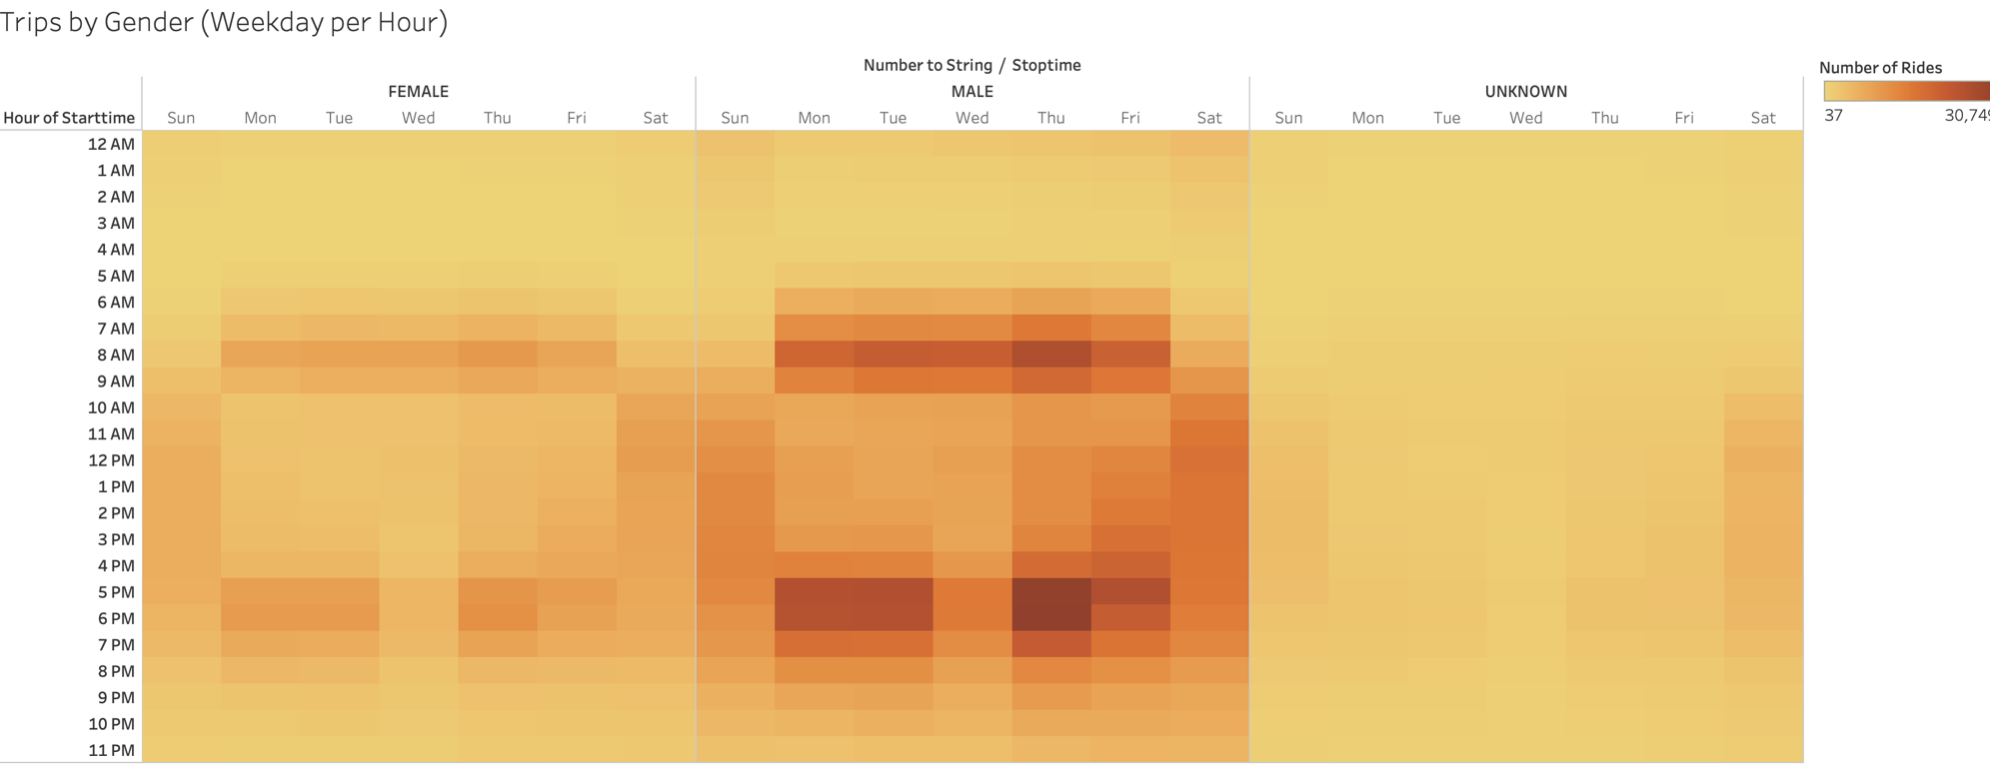 Trips by Gender (Weekday per Hour)
Number to String / Stoptime
Number of Rides
FEMALE MALE UNKNOWN
37 30,749
Hour of Starttime Sun Mon Tue Wed Thu Fri Sat Sun Mon Tue Wed Thu Fri Sat Sun Mon Tue Wed Thu Fri Sat
12 AM
1 AM
2 AM
3 AM
4 AM
5 AM
6 AM
7 AM
8 AM
9 AM
10 AM
11 AM
12 PM
1 PM
2 PM
3 PM
4 PM
5 PM
6 PM
7 PM
8 PM
9 PM
10 PM
11 PM